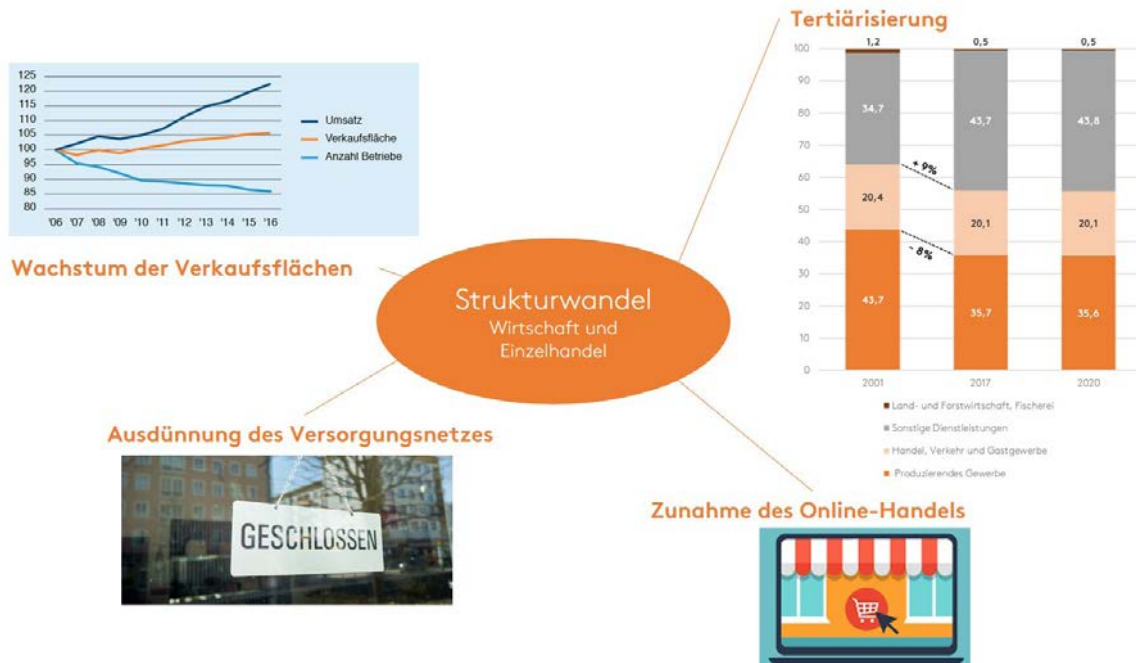 Tertiärisierung
125
120
115
110
105
100
95
90
85
80
'06 '07 '08 '09 '10 '11 '12 '13 '14 '15 '16
Umsatz
Verkaufsfläche
Anzahl Betriebe
Wachstum der Verkaufsflächen
Strukturwandel
Wirtschaft und
Einzelhandel
100
90
80
70
60
50
40
30
20
10
0
1,2 0,5 0,5
34,7 43,7 43,8
+ 9%
20,4 20,1 20,1
- 8%
43,7 35,7 35,6
2001 2017 2020
Land- und Forstwirtschaft, Fischerei
Sonstige Dienstleistungen
Handel, Verkehr und Gastgewerbe
Produzierendes Gewerbe
Ausdünnung des Versorgungsnetzes
GESCHLOSSEN
Zunahme des Online-Handels